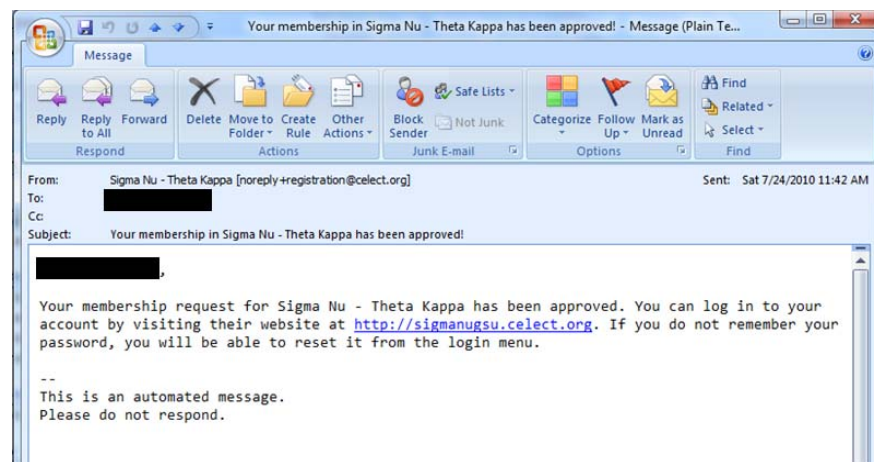 Your membership in Sigma Nu - Theta Kappa has been approved! - Message (Plain Te...
Message
Reply Reply to All Forward Delete Move to Folder Create Rule Other Actions Block Sender Safe Lists Not Junk Categorize Follow Up Mark as Unread Find Related Select
Respond Actions Junk E-mail Options Find
From: Sigma Nu - Theta Kappa [noreply+registration@celect.org] Sent: Sat 7/24/2010 11:42 AM
To:
Cc:
Subject: Your membership in Sigma Nu - Theta Kappa has been approved!
,
Your membership request for Sigma Nu - Theta Kappa has been approved. You can log in to your
account by visiting their website at http://sigmanugsu.celect.org. If you do not remember your
password, you will be able to reset it from the login menu.
--
This is an automated message.
Please do not respond.